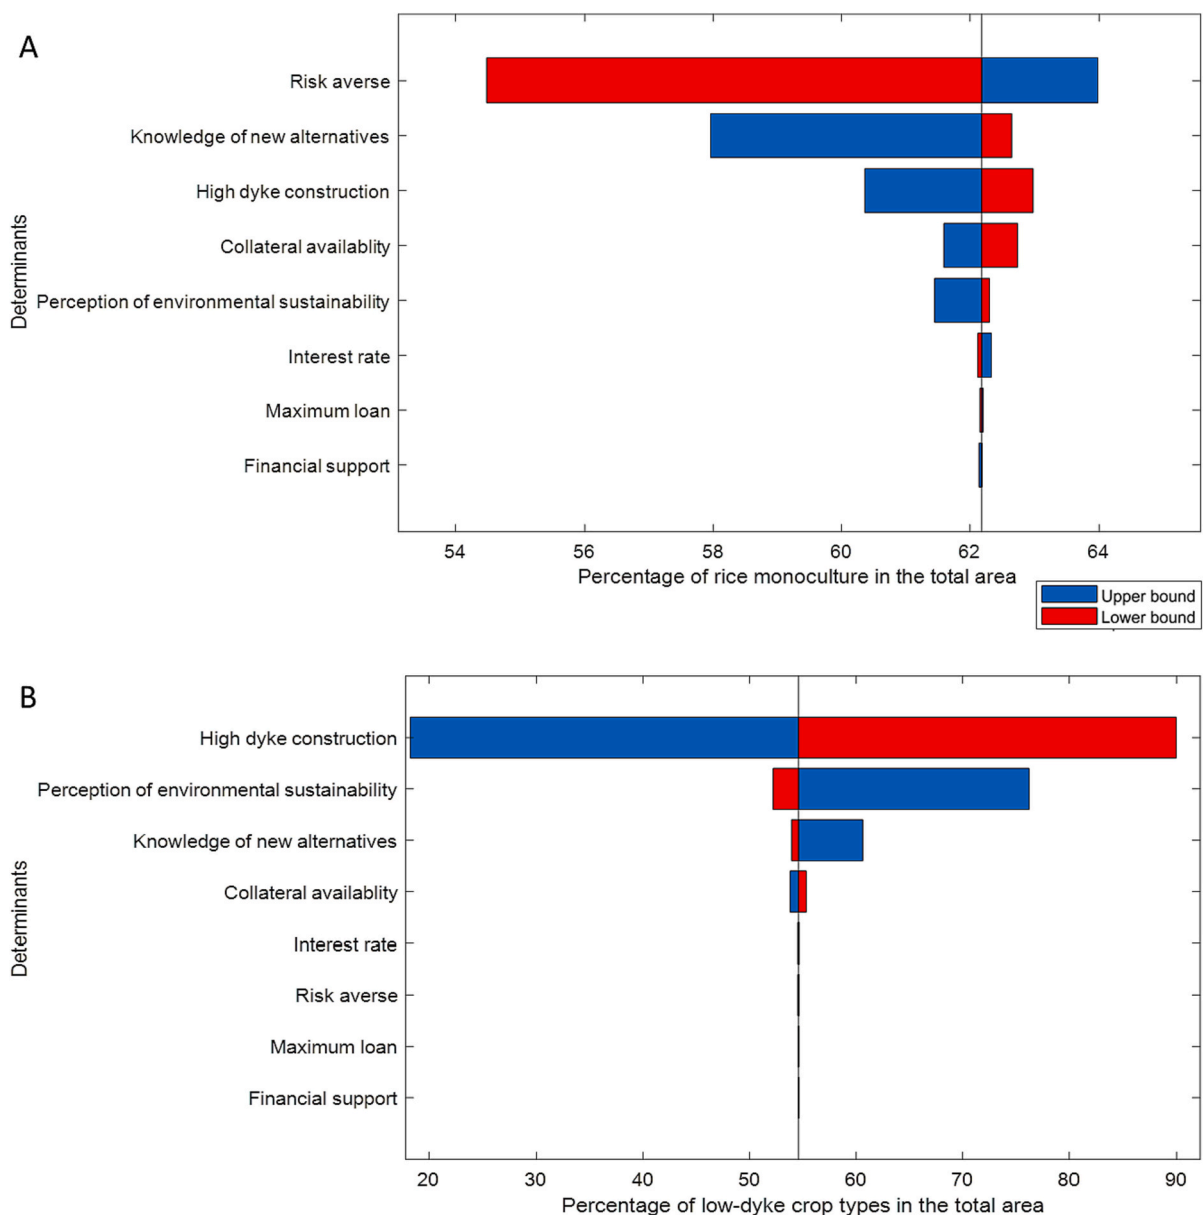 A
Risk averse
Knowledge of new alternatives
High dyke construction
Collateral availablity
Perception of environmental sustainability
Interest rate
Maximum loan
Financial support
Determinants
54 56 58 60 62 64
Percentage of rice monoculture in the total area
Upper bound
Lower bound
B
High dyke construction
Perception of environmental sustainability
Knowledge of new alternatives
Collateral availablity
Interest rate
Risk averse
Maximum loan
Financial support
Determinants
20 30 40 50 60 70 80 90
Percentage of low-dyke crop types in the total area